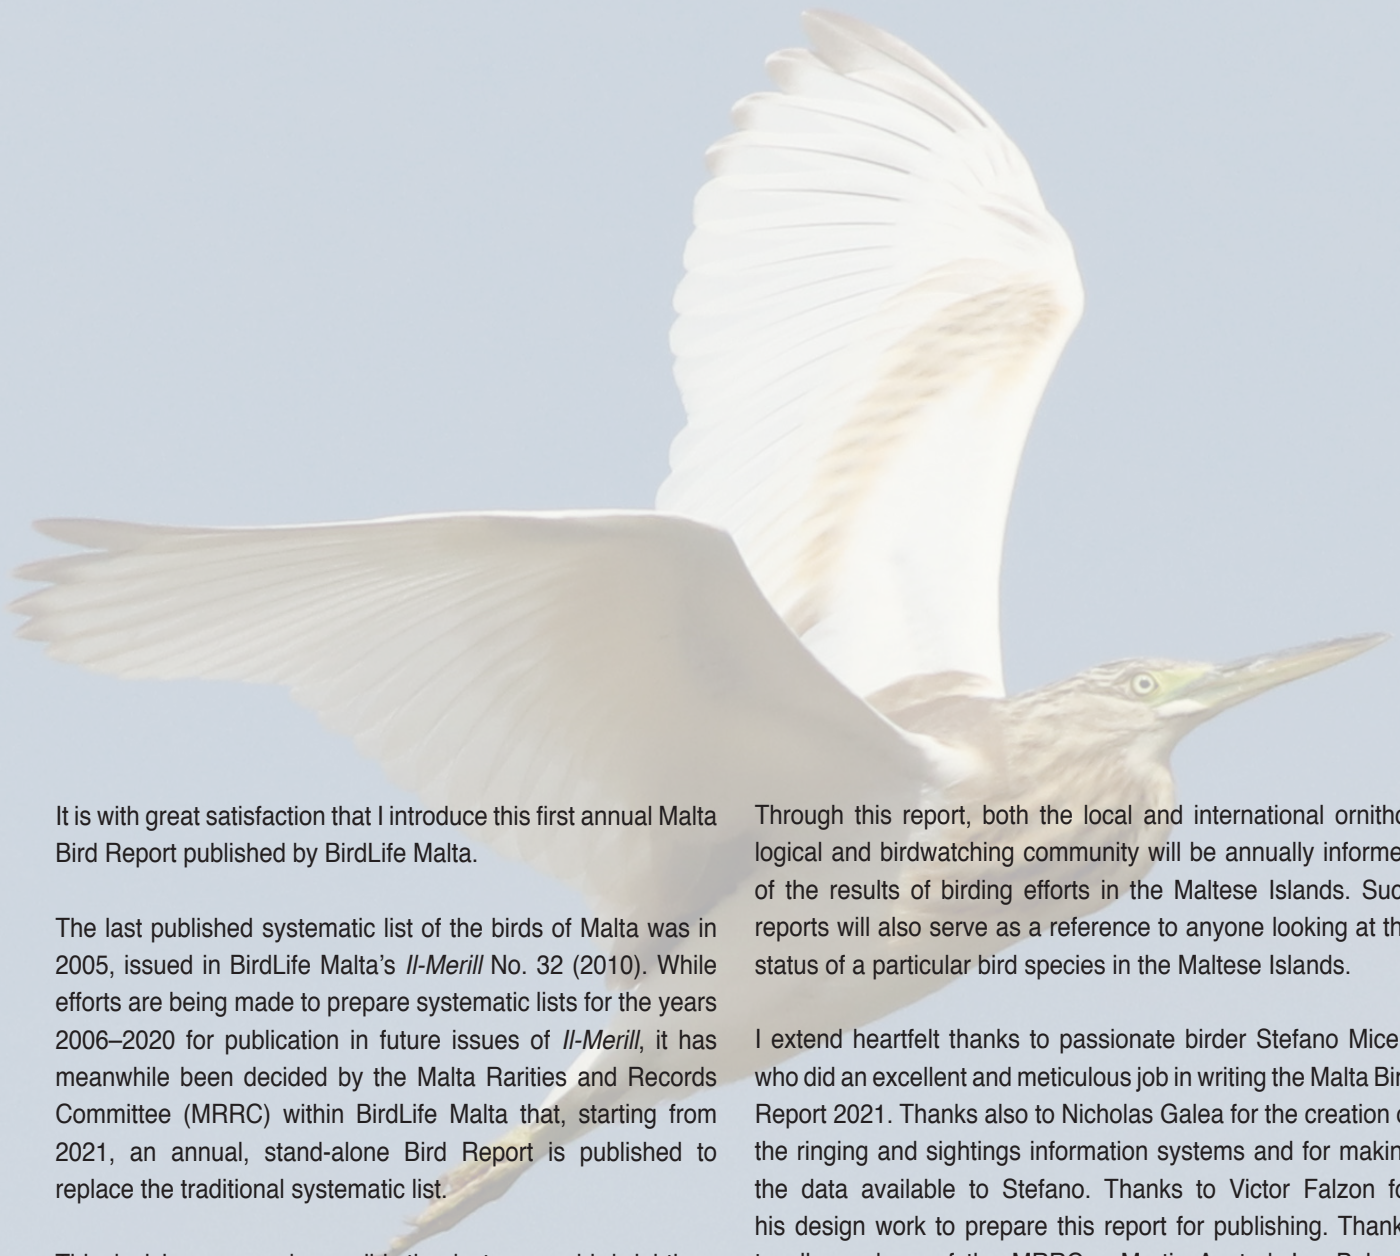 It is with great satisfaction that I introduce this first annual Malta
Bird Report published by BirdLife Malta.
The last published systematic list of the birds of Malta was in
2005, issued in BirdLife Malta’s Il-Merill No. 32 (2010). While
efforts are being made to prepare systematic lists for the years
2006–2020 for publication in future issues of Il-Merill, it has
meanwhile been decided by the Malta Rarities and Records
Committee (MRRC) within BirdLife Malta that, starting from
2021, an annual, stand-alone Bird Report is published to
replace the traditional systematic list.
Through this report, both the local and international
logical and birdwatching community will be annually
of the results of birding efforts in the Maltese Islands.
reports will also serve as a reference to anyone looking at
status of a particular bird species in the Maltese Islands.
I extend heartfelt thanks to passionate birder Stefano
who did an excellent and meticulous job in writing the Malta
Report 2021. Thanks also to Nicholas Galea for the creation
the ringing and sightings information systems and for
the data available to Stefano. Thanks to Victor Falzon
his design work to prepare this report for publishing.